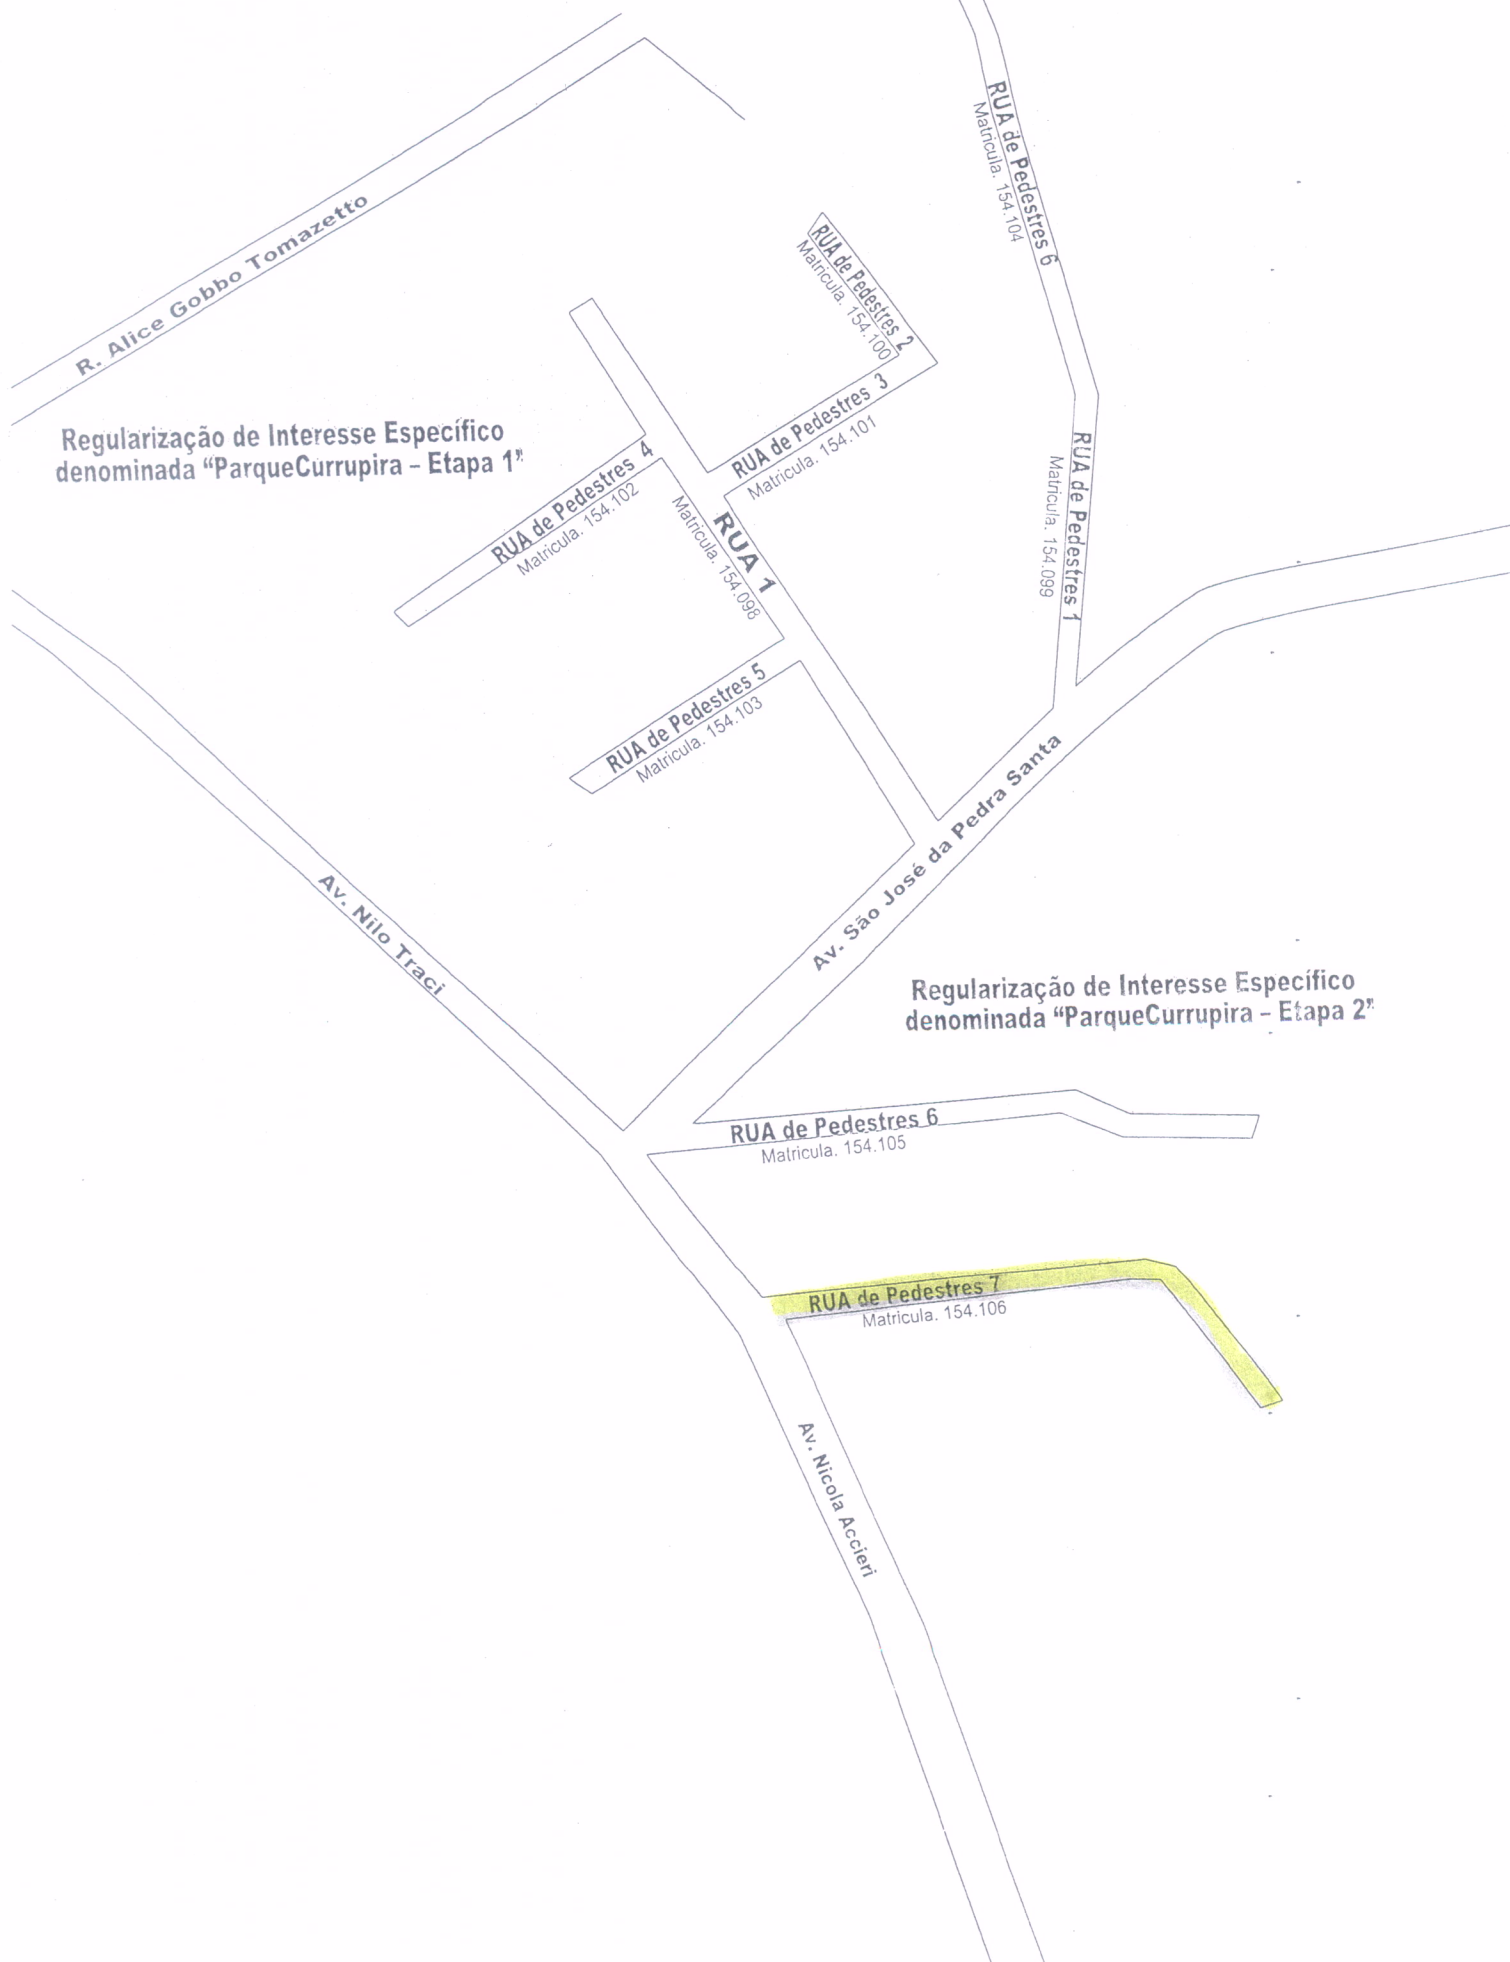 R. Alice Gobbo Tomazetto
RUA de Pedestres 6
Matricula. 154.104
RUA de Pedestres 2
Matricula. 154.100
RUA de Pedestres 3
Matricula. 154.101
Regularização de Interesse Específico
denominada “ParqueCurrupira – Etapa 1”
RUA de Pedestres 4
Matricula. 154.102
RUA 1
Matricula. 154.098
RUA de Pedestres 1
Matricula. 154.099
RUA de Pedestres 5
Matricula. 154.103
Av. São José da Pedra Santa
Av. Nilo Traci
Regularização de Interesse Específico
denominada “ParqueCurrupira – Etapa 2”
RUA de Pedestres 6
Matricula. 154.105
RUA de Pedestres 7
Matricula. 154.106
Av. Nicola Accieri